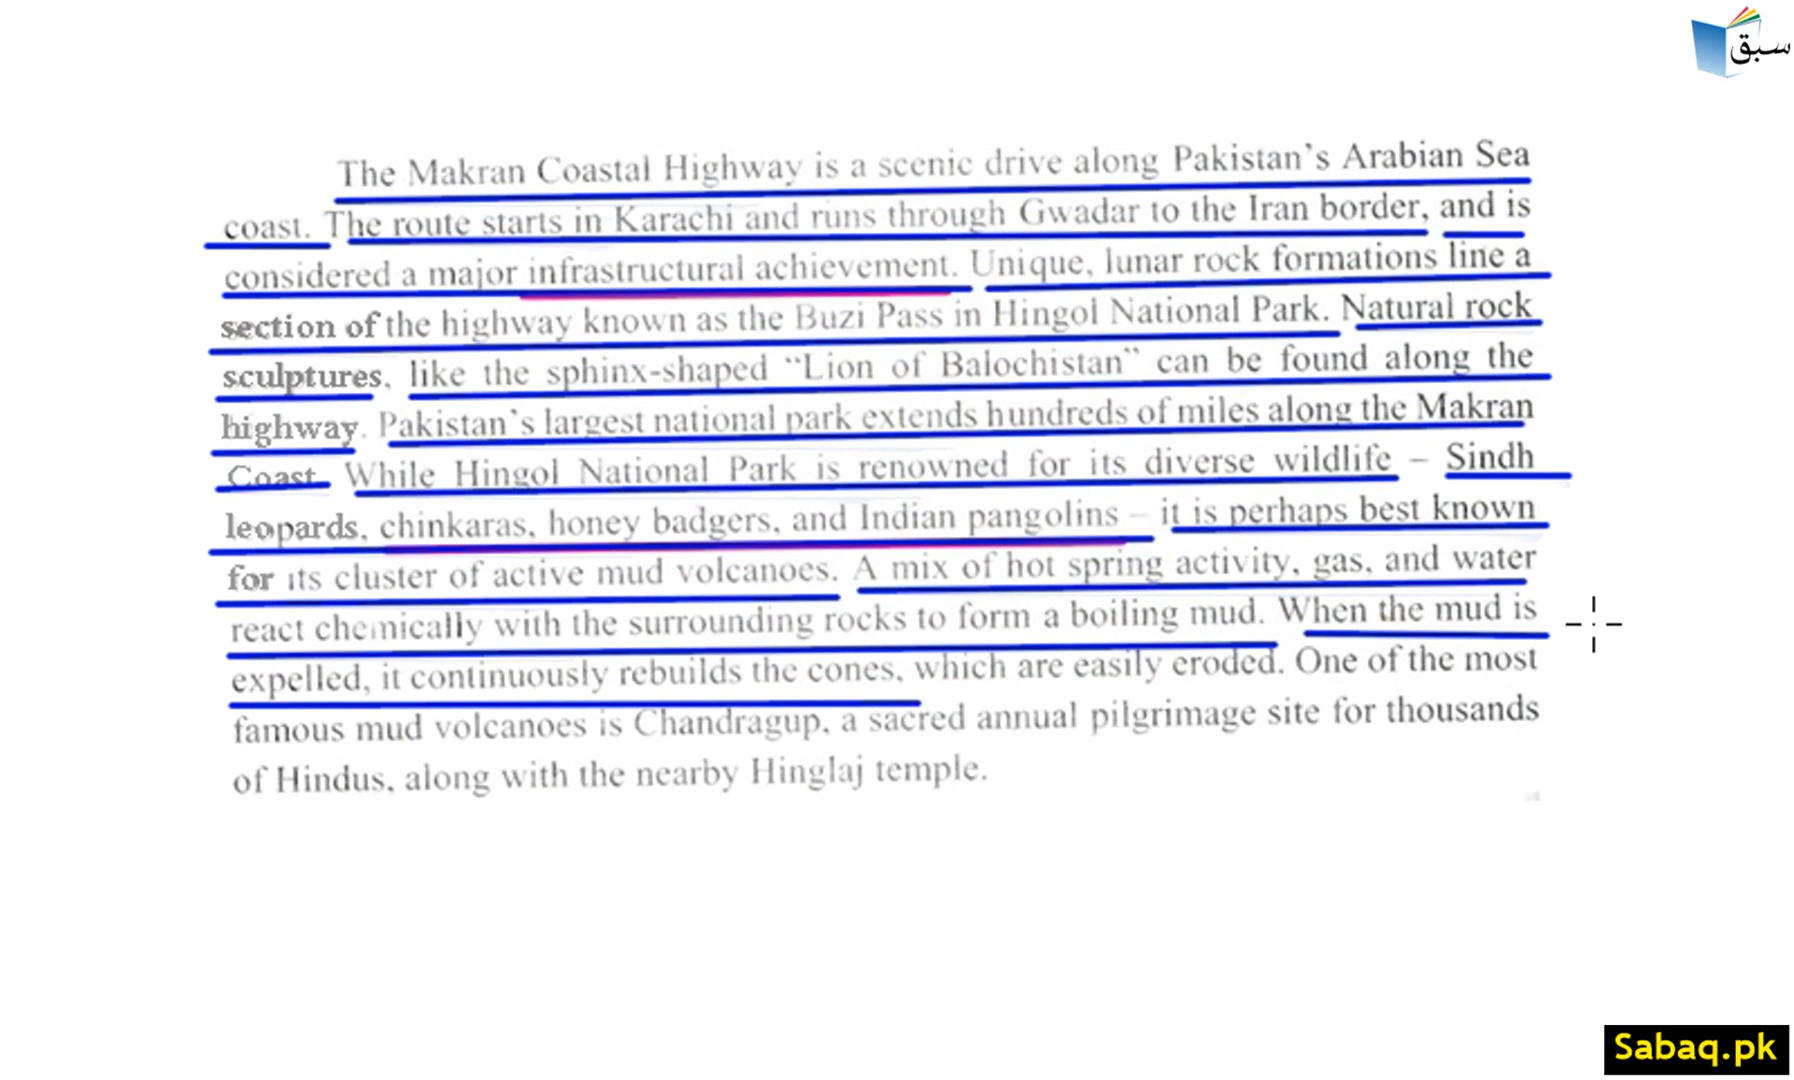 سبق
The Makran Coastal Highway is a scenic drive along Pakistan's Arabian Sea
coast. The route starts in Karachi and runs through Gwadar to the Iran border, and is
considered a major infrastructural achievement. Unique, lunar rock formations line a
section of the highway known as the Buzi Pass in Hingol National Park. Natural rock
sculptures, like the sphinx-shaped “Lion of Balochistan” can be found along the
highway. Pakistan's largest national park extends hundreds of miles along the Makran
Coast. While Hingol National Park is renowned for its diverse wildlife – Sindh
leopards, chinkaras, honey badgers, and Indian pangolins – it is perhaps best known
for its cluster of active mud volcanoes. A mix of hot spring activity, gas, and water
react chemically with the surrounding rocks to form a boiling mud. When the mud is
expelled, it continuously rebuilds the cones, which are easily eroded. One of the most
famous mud volcanoes is Chandragup, a sacred annual pilgrimage site for thousands
of Hindus, along with the nearby Hinglaj temple.
Sabaq.pk